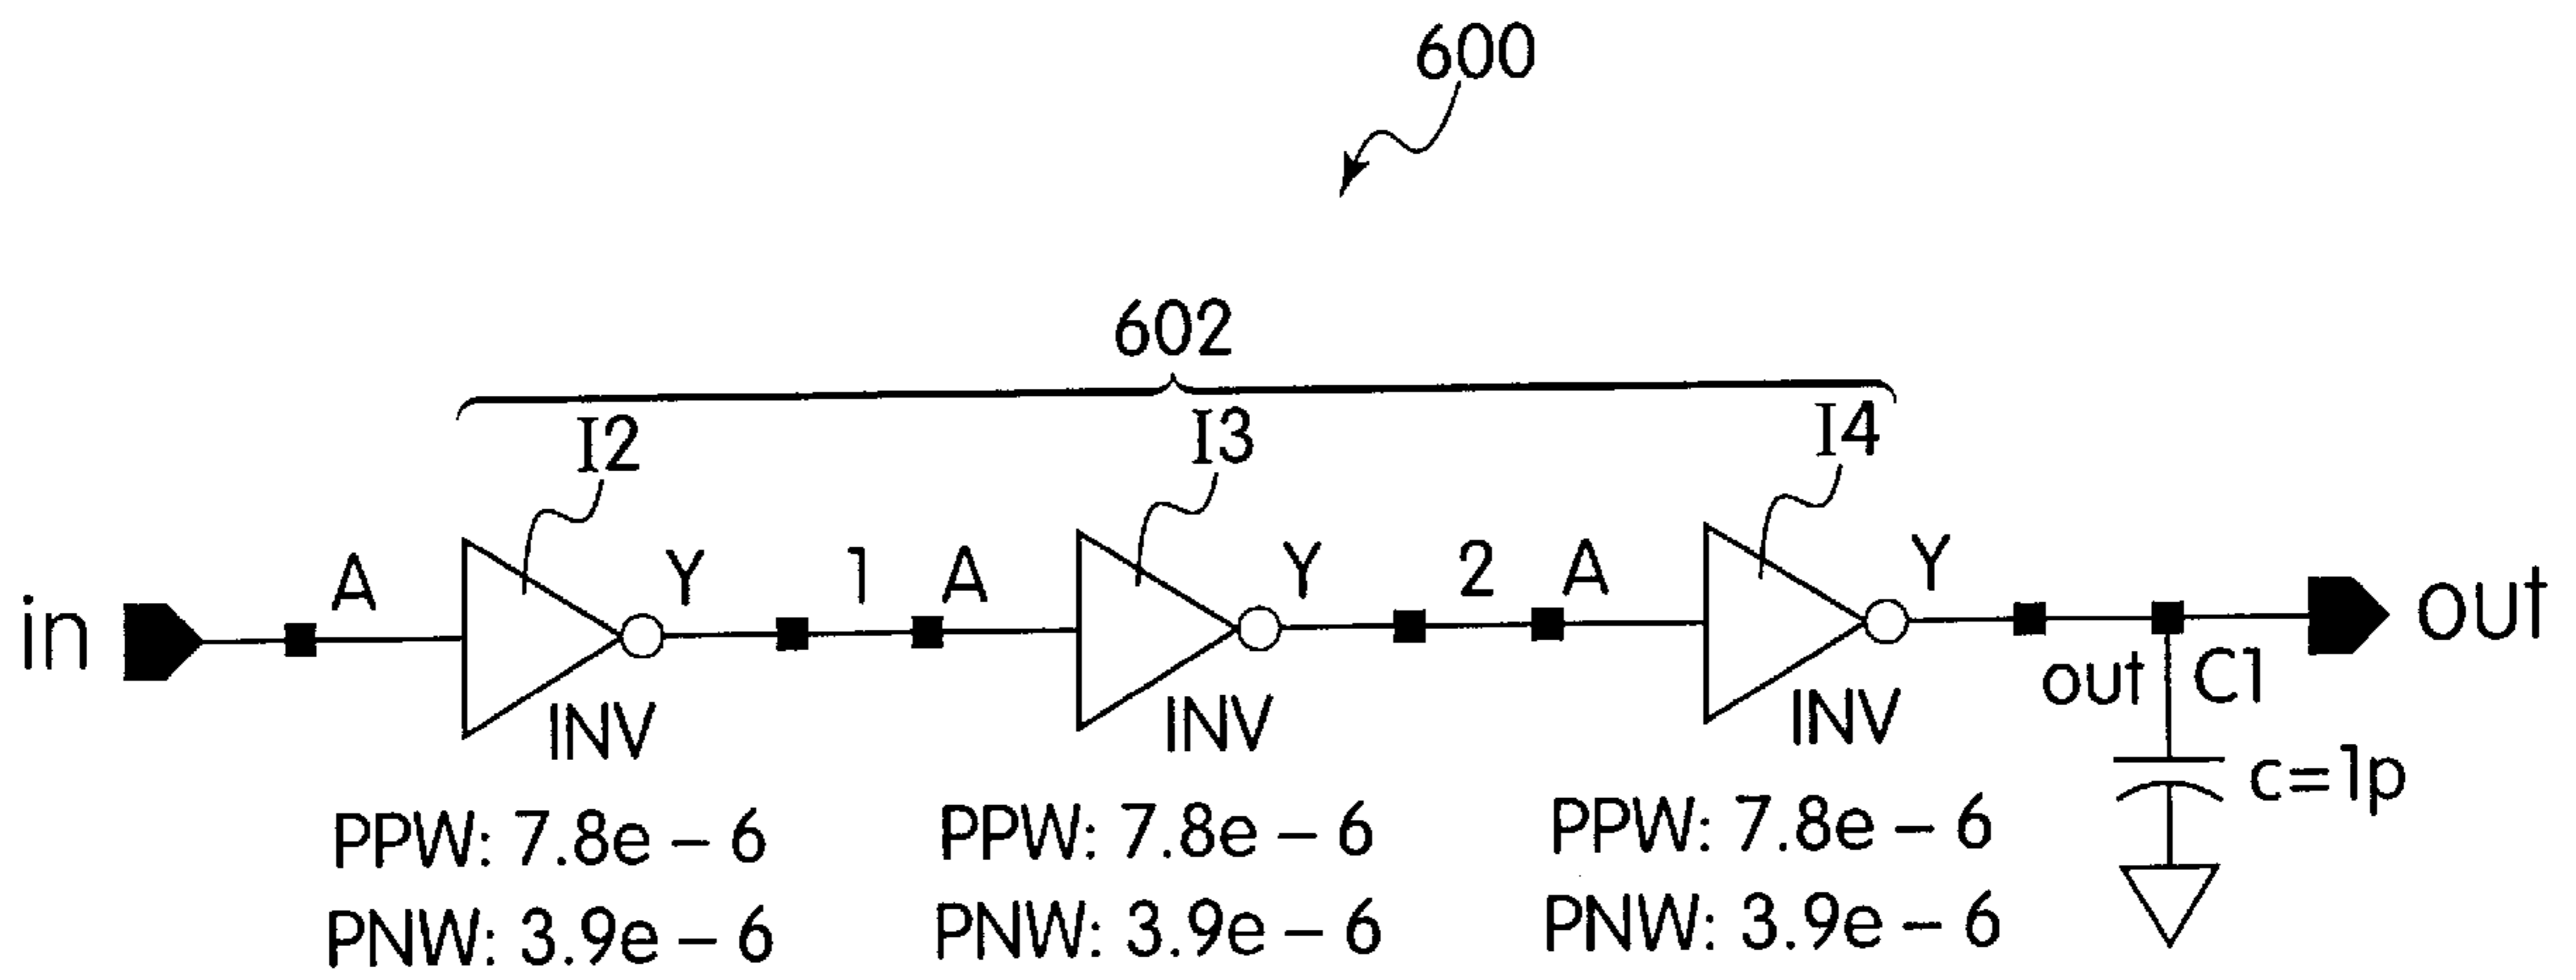 600
602
I2
I3
I4
in
A
Y
1
A
Y
2
A
Y
out
INV
INV
INV
out
C1
c=1p
PPW: 7.8e – 6
PPW: 7.8e – 6
PPW: 7.8e – 6
PNW: 3.9e – 6
PNW: 3.9e – 6
PNW: 3.9e – 6